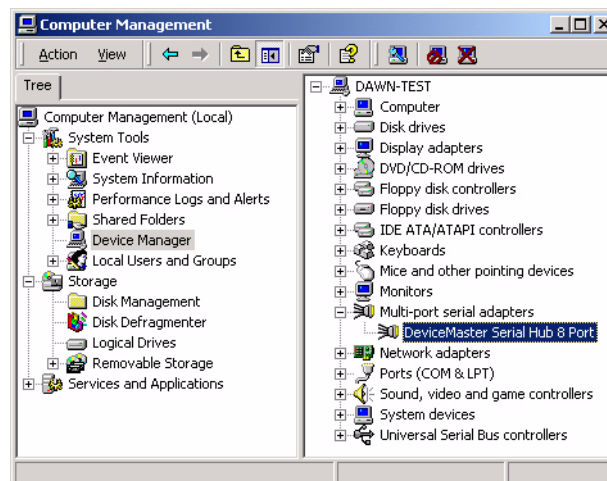 Computer Management
Action View
Tree
Computer Management (Local)
System Tools
Event Viewer
System Information
Performance Logs and Alerts
Shared Folders
Device Manager
Local Users and Groups
Storage
Disk Management
Disk Defragmenter
Logical Drives
Removable Storage
Services and Applications
DAWN-TEST
Computer
Disk drives
Display adapters
DVD/CD-ROM drives
Floppy disk controllers
Floppy disk drives
IDE ATA/ATAPI controllers
Keyboards
Mice and other pointing devices
Monitors
Multi-port serial adapters
DeviceMaster Serial Hub 8 Port
Network adapters
Ports (COM & LPT)
Sound, video and game controllers
System devices
Universal Serial Bus controllers